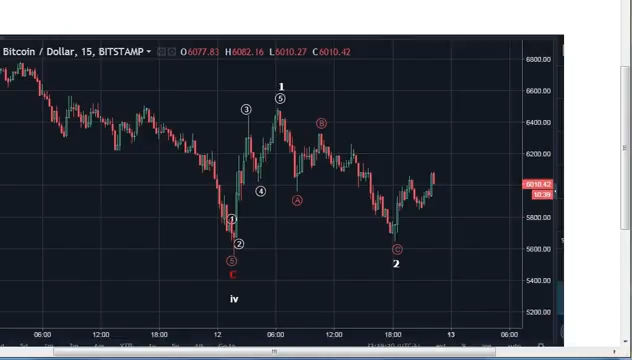 Bitcoin / Dollar, 15, BITSTAMP O6077.83 H6082.16 L6010.27 C6010.42
6800.00
6600.00
6400.00
6200.00
6010.42
10:39
5800.00
5600.00
5400.00
5200.00
1
5
3
B
4
A
1
2
5
C
iv
C
2
06:00 12:00 18:00 12 06:00 12:00 18:00 13 06:00